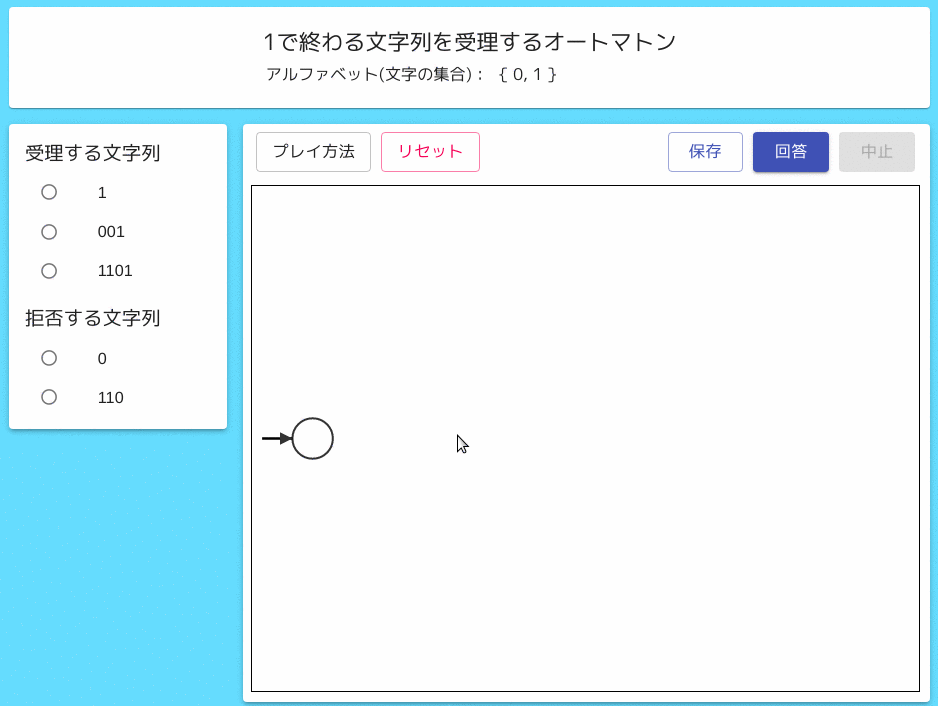 1で終わる文字列を受理するオートマトン
アルファベット(文字の集合)： { 0, 1 }
受理する文字列
1
001
1101
拒否する文字列
0
110
プレイ方法 リセット 保存 回答 中止